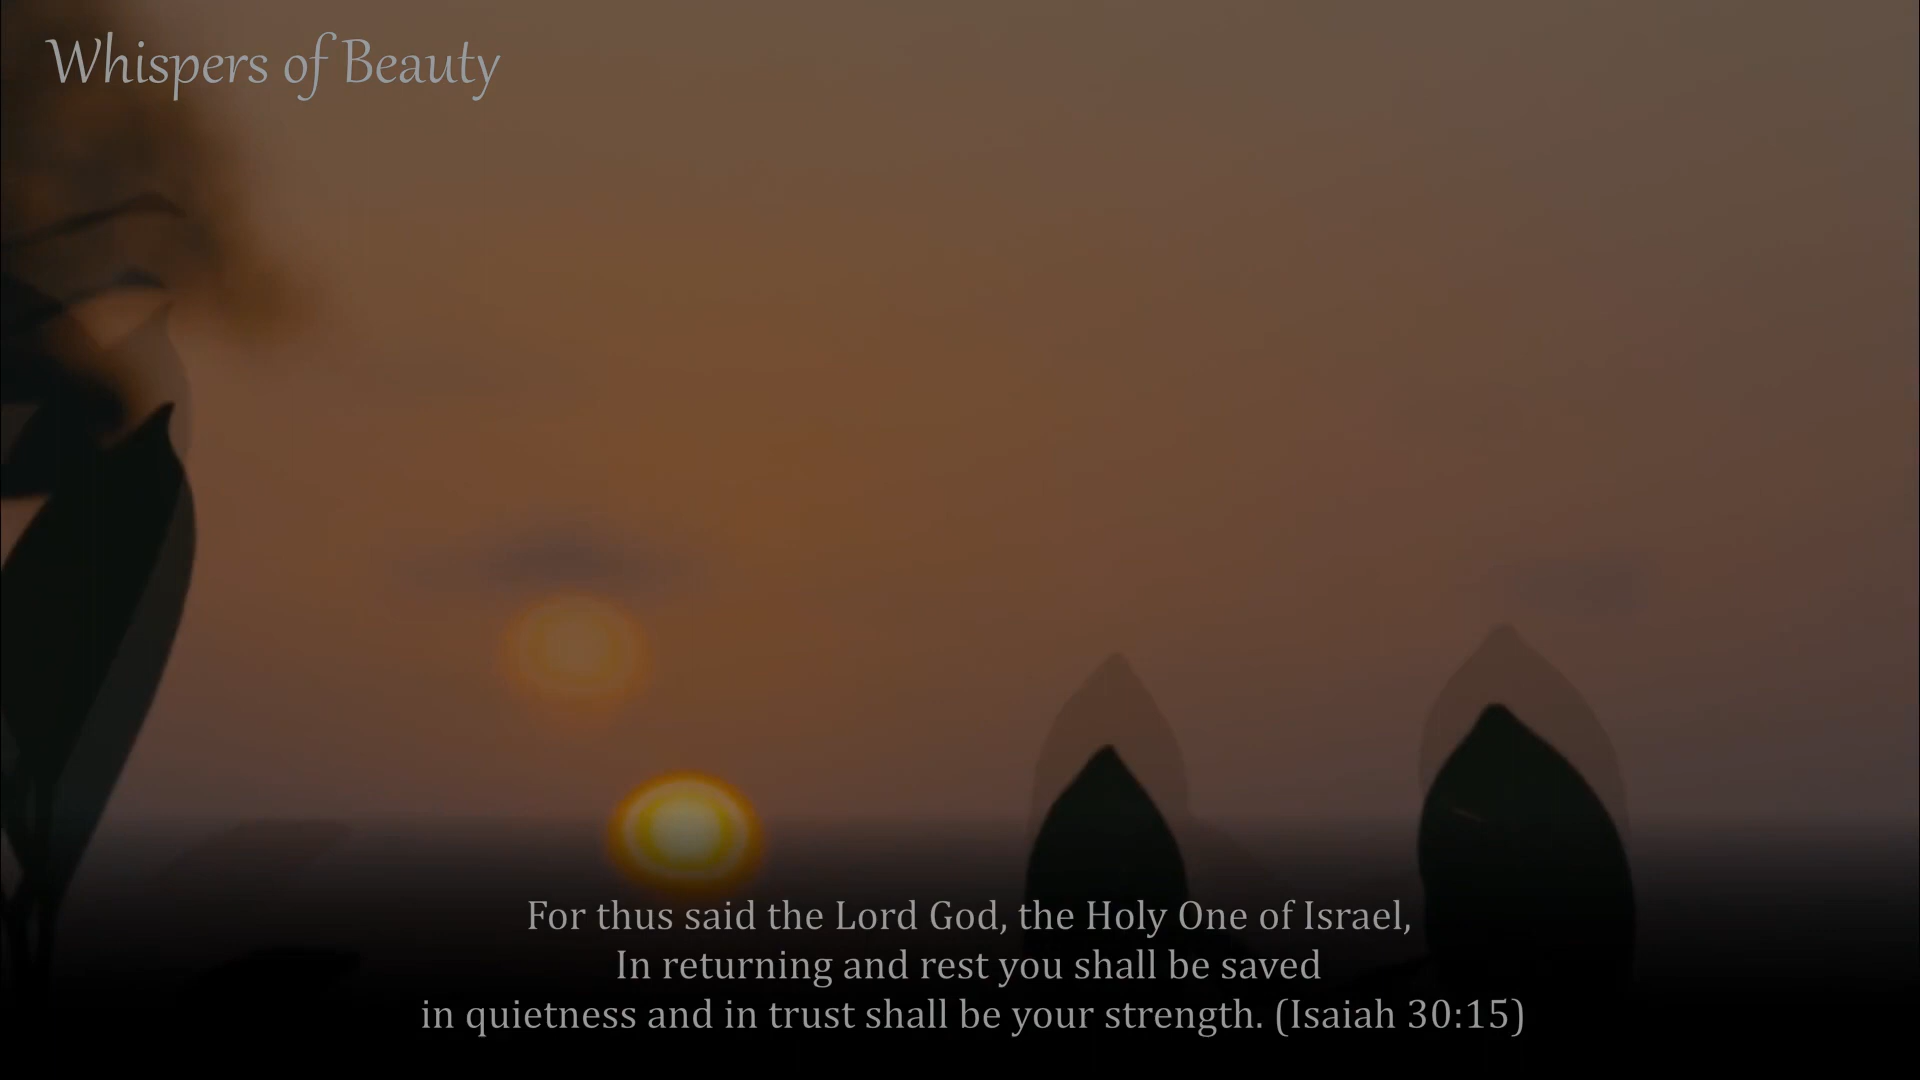 Whispers of Beauty
For thus said the Lord God, the Holy One of Israel,
In returning and rest you shall be saved
in quietness and in trust shall be your strength. (Isaiah 30:15)